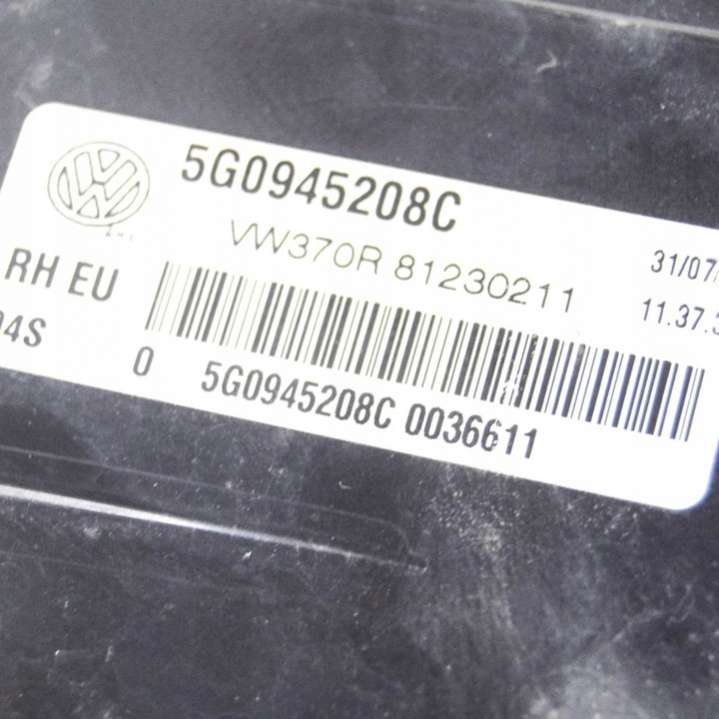 5G0945208C
VW370R 81230211
31/07/
RH EU
11.37.3
04S
0 5G0945208C 0036611